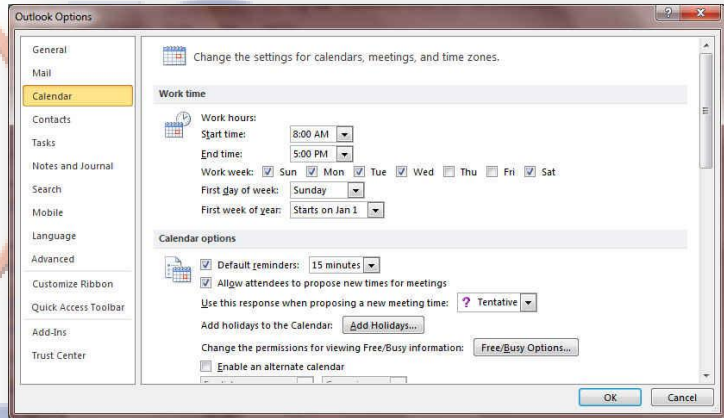 Outlook Options
General
Mail
Calendar
Contacts
Tasks
Notes and Journal
Search
Mobile
Language
Advanced
Customize Ribbon
Quick Access Toolbar
Add-Ins
Trust Center
Change the settings for calendars, meetings, and time zones.
Work time
Work hours:
Start time: 8:00 AM
End time: 5:00 PM
Work week: Sun Mon Tue Wed Thu Fri Sat
First day of week: Sunday
First week of year: Starts on Jan 1
Calendar options
Default reminders: 15 minutes
Allow attendees to propose new times for meetings
Use this response when proposing a new meeting time: ? Tentative
Add holidays to the Calendar: Add Holidays...
Change the permissions for viewing Free/Busy information: Free/Busy Options...
Enable an alternate calendar
OK Cancel